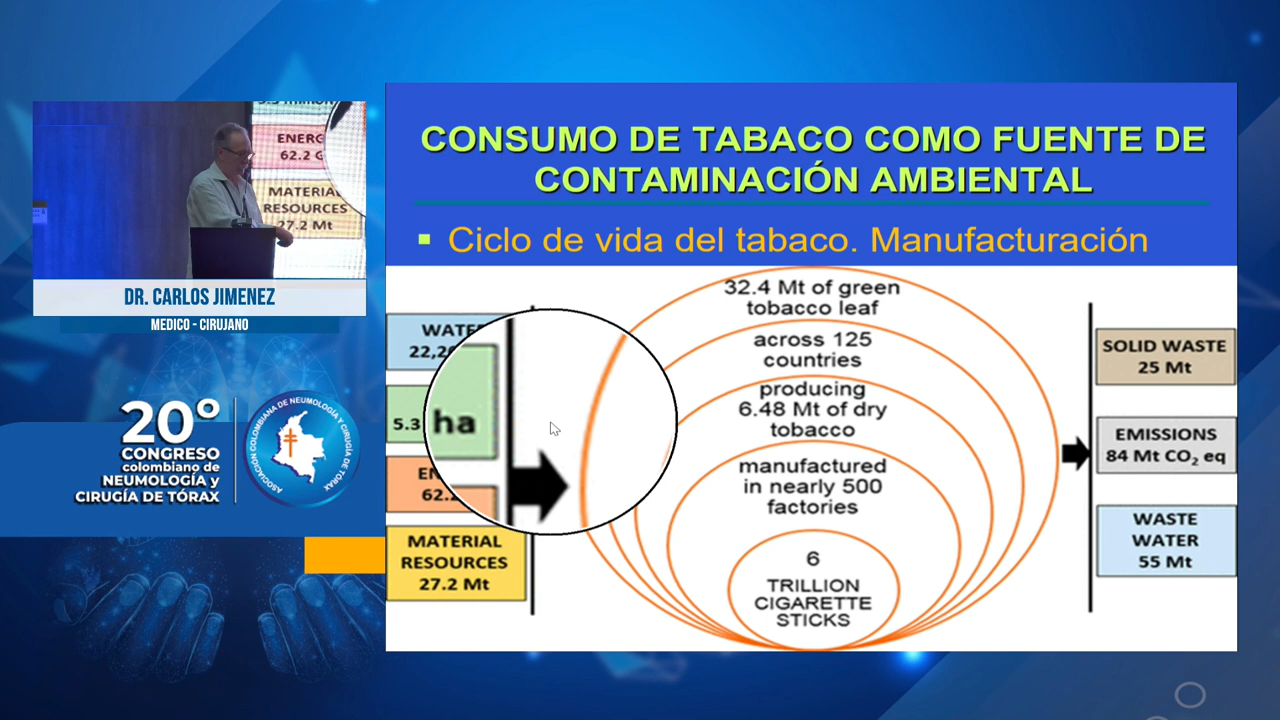 ENERG
62.2 G
MATERIAL
RESOURCES
27.2 Mt
DR. CARLOS JIMENEZ
MEDICO - CIRUJANO
20º
CONGRESO
colombiano de
NEUMOLOGÍA y
CIRUGÍA DE TÓRAX
ASOCIACIÓN COLOMBIANA DE NEUMOLOGÍA Y CIRUGÍA DE TÓRAX
CONSUMO DE TABACO COMO FUENTE DE
CONTAMINACIÓN AMBIENTAL
Ciclo de vida del tabaco. Manufacturación
WATER
22,20
5.3
ha
EN
62.2
MATERIAL
RESOURCES
27.2 Mt
32.4 Mt of green
tobacco leaf
across 125
countries
producing
6.48 Mt of dry
tobacco
manufactured
in nearly 500
factories
6
TRILLION
CIGARETTE
STICKS
SOLID WASTE
25 Mt
EMISSIONS
84 Mt CO₂ eq
WASTE
WATER
55 Mt